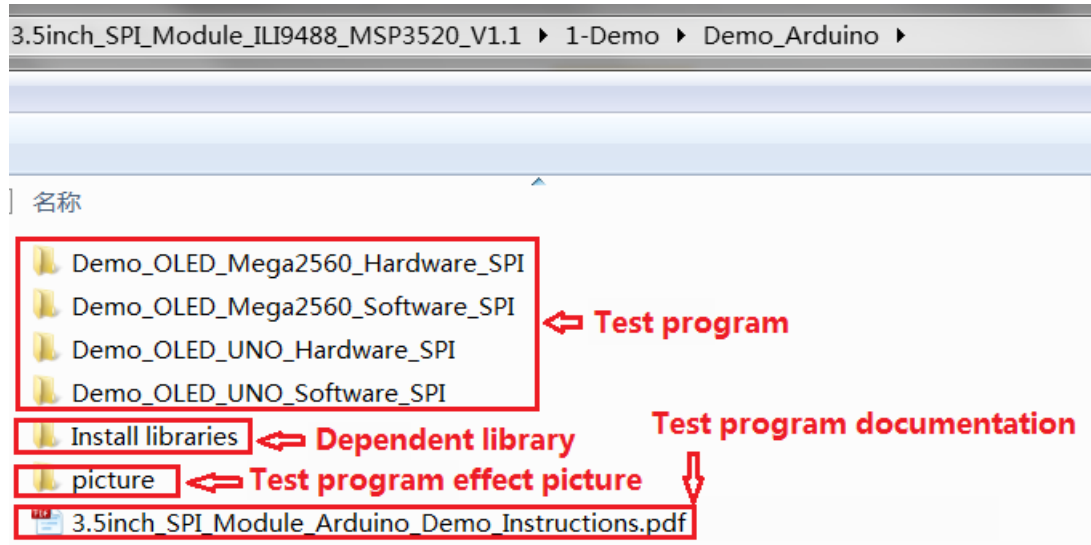 3.5inch_SPI_Module_ILI9488_MSP3520_V1.1 ▸ 1-Demo ▸ Demo_Arduino ▸
名称
Demo_OLED_Mega2560_Hardware_SPI
Demo_OLED_Mega2560_Software_SPI
Test program
Demo_OLED_UNO_Hardware_SPI
Demo_OLED_UNO_Software_SPI
Test program documentation
Install libraries
Dependent library
picture
Test program effect picture
3.5inch_SPI_Module_Arduino_Demo_Instructions.pdf